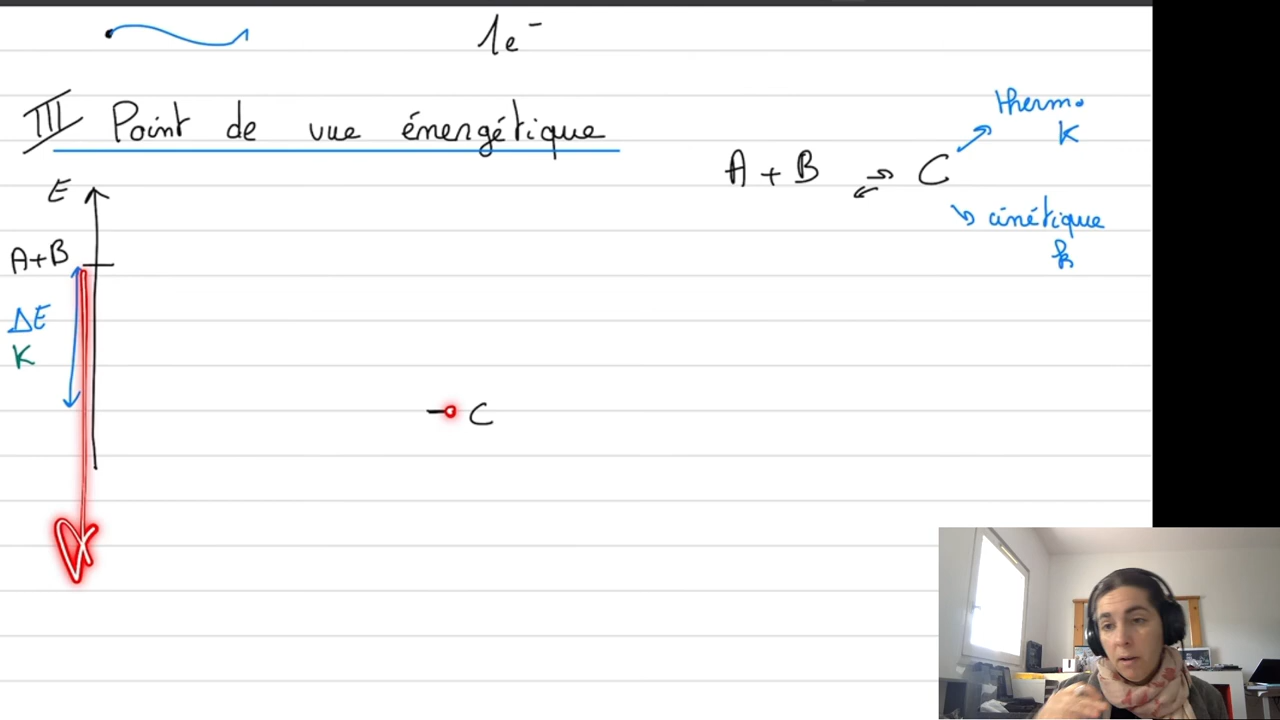 1e⁻
III Point de vue énergétique
thermo
K
A + B ⇌ C
cinétique
k
E
A+B
ΔE
K
C